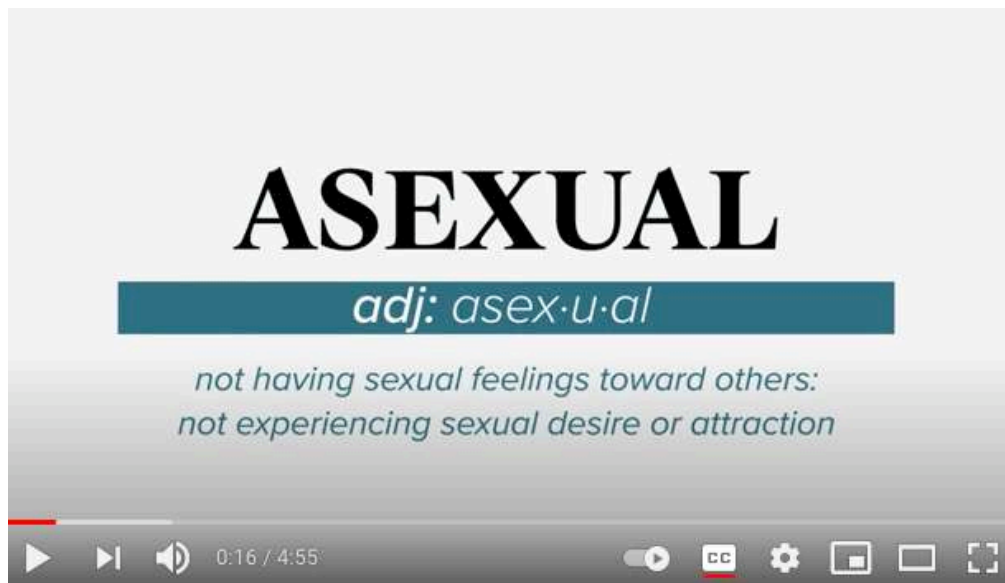 ASEXUAL
adj: asex·u·al
not having sexual feelings toward others:
not experiencing sexual desire or attraction
0:16 / 4:55
CC